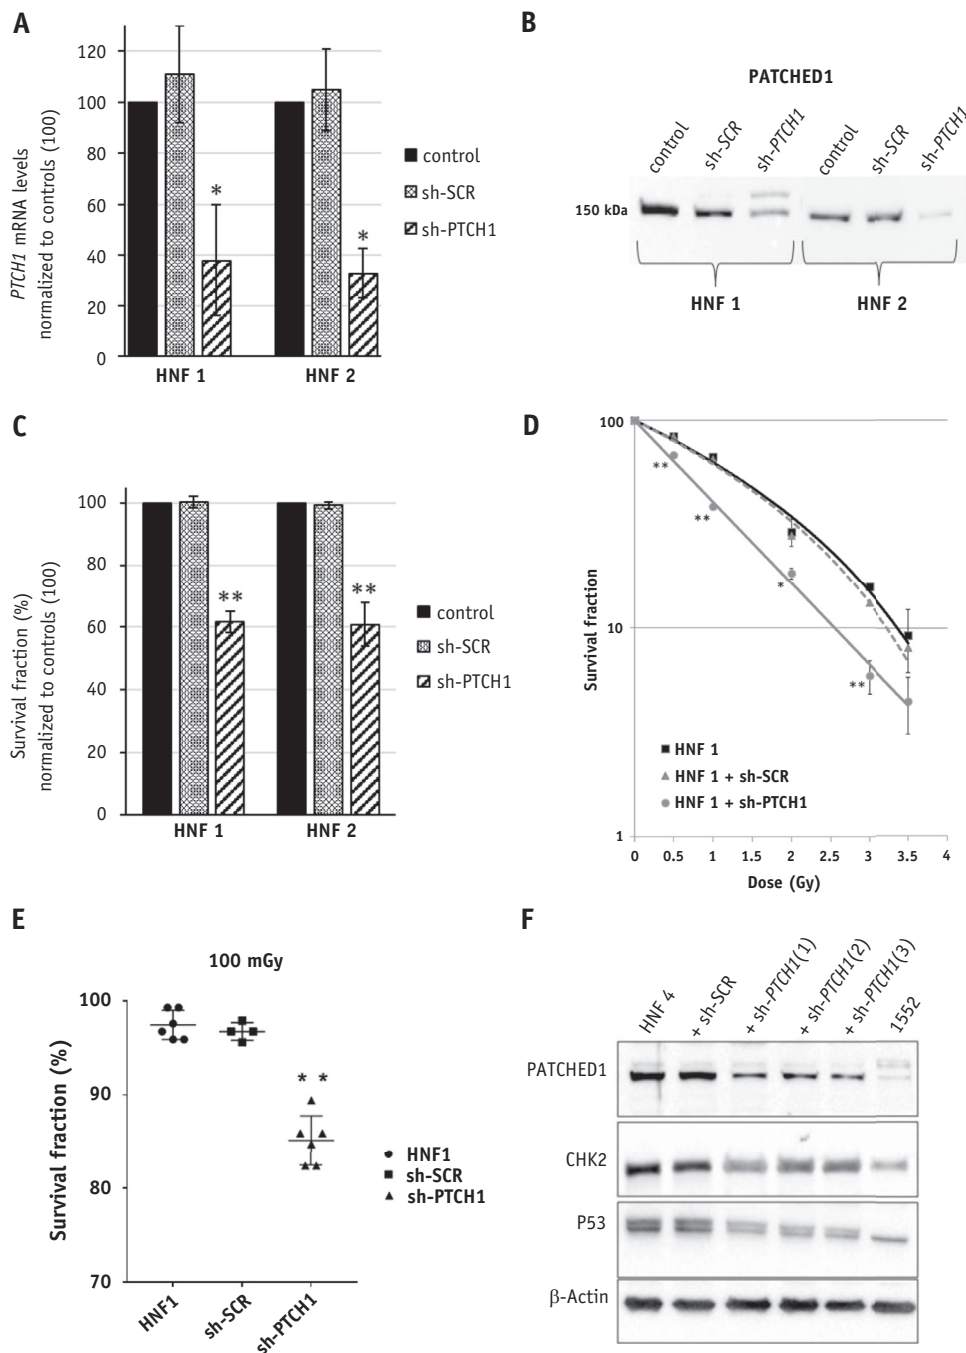 A
PTCH1 mRNA levels
normalized to controls (100)
120
100
80
60
40
20
0
*
*
HNF 1
HNF 2
control
sh-SCR
sh-PTCH1
B
PATCHED1
control
sh-SCR
sh-PTCH1
control
sh-SCR
sh-PTCH1
150 kDa
HNF 1
HNF 2
C
Survival fraction (%)
normalized to controls (100)
100
80
60
40
20
0
**
**
HNF 1
HNF 2
control
sh-SCR
sh-PTCH1
D
Survival fraction
100
10
1
**
**
*
**
HNF 1
HNF 1 + sh-SCR
HNF 1 + sh-PTCH1
0 0.5 1 2 3 3.5 4
Dose (Gy)
E
100 mGy
Survival fraction (%)
100
90
80
70
* *
HNF1
sh-SCR
sh-PTCH1
HNF1
sh-SCR
sh-PTCH1
F
HNF 4
+ sh-SCR
+ sh-PTCH1(1)
+ sh-PTCH1(2)
+ sh-PTCH1(3)
1552
PATCHED1
CHK2
P53
β-Actin